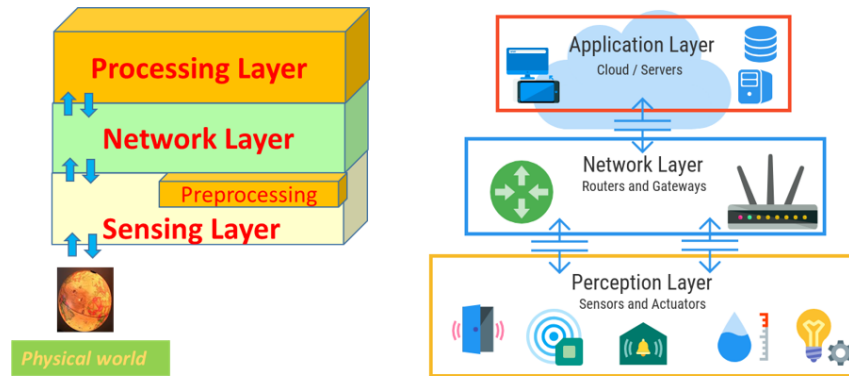 Processing Layer
Network Layer
Preprocessing
Sensing Layer
Physical world
Application Layer
Cloud / Servers
Network Layer
Routers and Gateways
Perception Layer
Sensors and Actuators